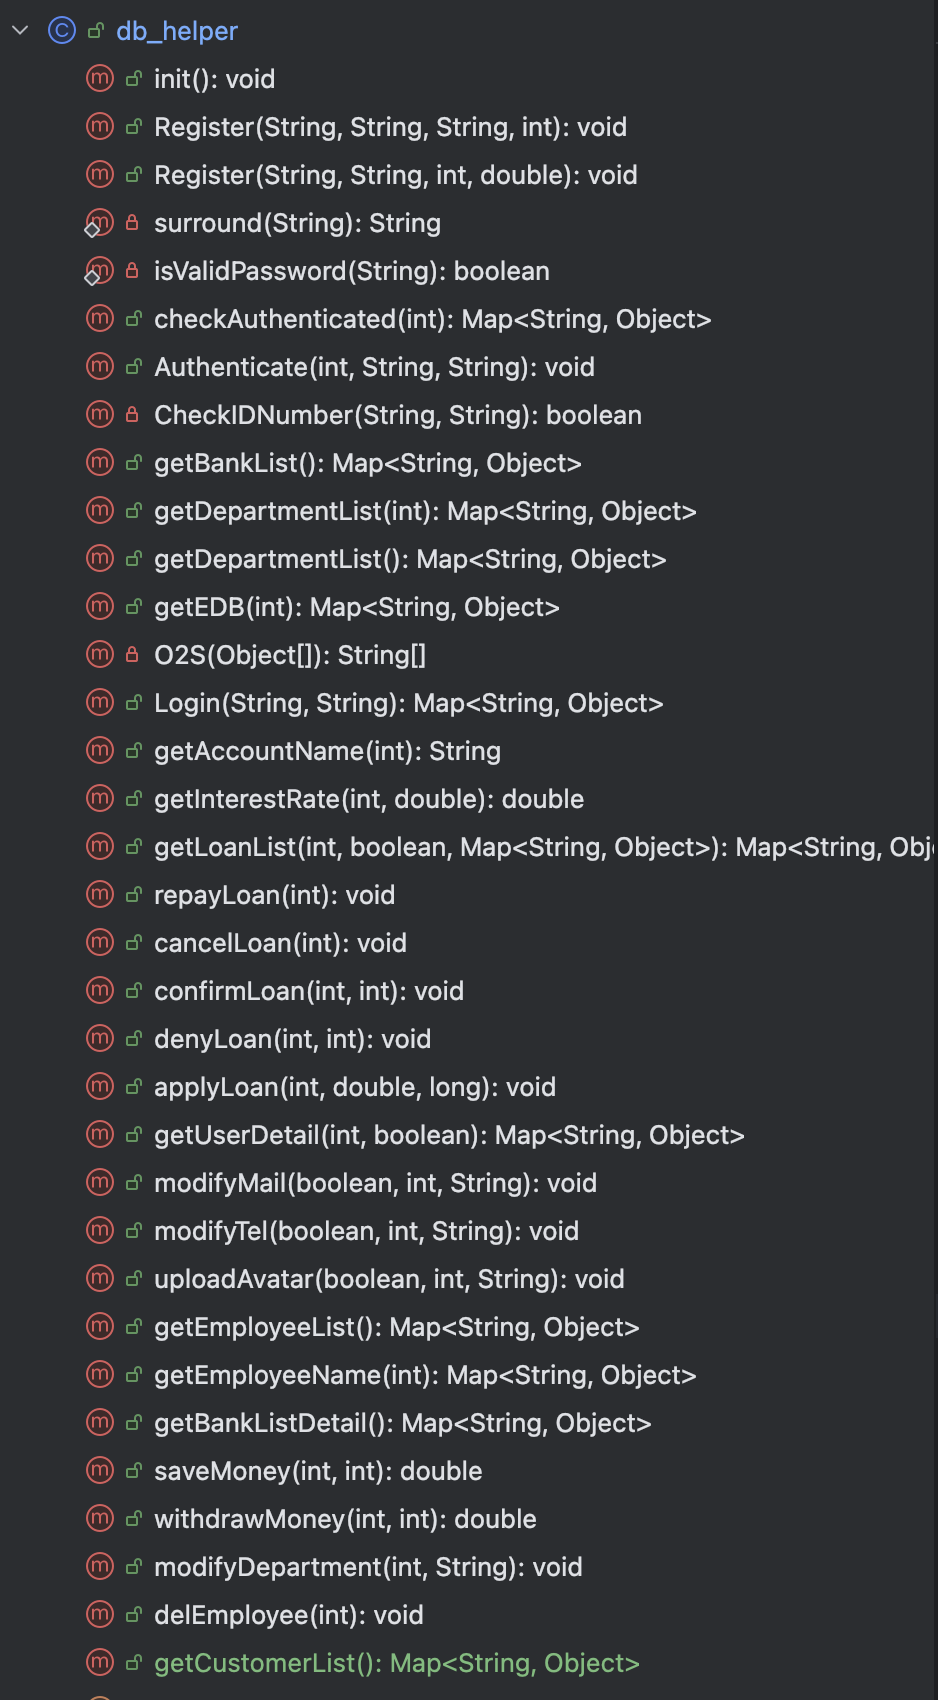 db_helper
init(): void
Register(String, String, String, int): void
Register(String, String, int, double): void
surround(String): String
isValidPassword(String): boolean
checkAuthenticated(int): Map<String, Object>
Authenticate(int, String, String): void
CheckIDNumber(String, String): boolean
getBankList(): Map<String, Object>
getDepartmentList(int): Map<String, Object>
getDepartmentList(): Map<String, Object>
getEDB(int): Map<String, Object>
O2S(Object[]): String[]
Login(String, String): Map<String, Object>
getAccountName(int): String
getInterestRate(int, double): double
getLoanList(int, boolean, Map<String, Object>): Map<String, Obj
repayLoan(int): void
cancelLoan(int): void
confirmLoan(int, int): void
denyLoan(int, int): void
applyLoan(int, double, long): void
getUserDetail(int, boolean): Map<String, Object>
modifyMail(boolean, int, String): void
modifyTel(boolean, int, String): void
uploadAvatar(boolean, int, String): void
getEmployeeList(): Map<String, Object>
getEmployeeName(int): Map<String, Object>
getBankListDetail(): Map<String, Object>
saveMoney(int, int): double
withdrawMoney(int, int): double
modifyDepartment(int, String): void
delEmployee(int): void
getCustomerList(): Map<String, Object>